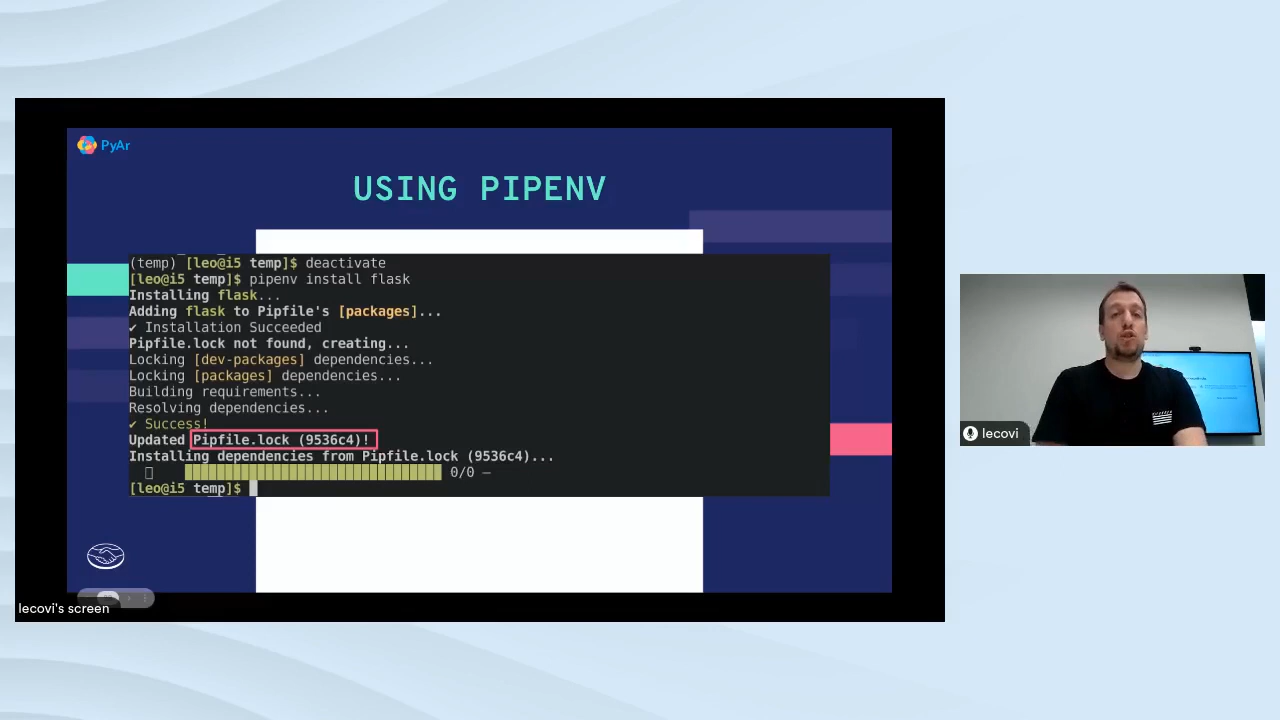 PyAr
USING PIPENV
(temp) [leo@i5 temp]$ deactivate
[leo@i5 temp]$ pipenv install flask
Installing flask...
Adding flask to Pipfile's [packages]...
✔ Installation Succeeded
Pipfile.lock not found, creating...
Locking [dev-packages] dependencies...
Locking [packages] dependencies...
Building requirements...
Resolving dependencies...
✔ Success!
Updated Pipfile.lock (9536c4)!
Installing dependencies from Pipfile.lock (9536c4)...
0/0 —
[leo@i5 temp]$
lecovi's screen
lecovi